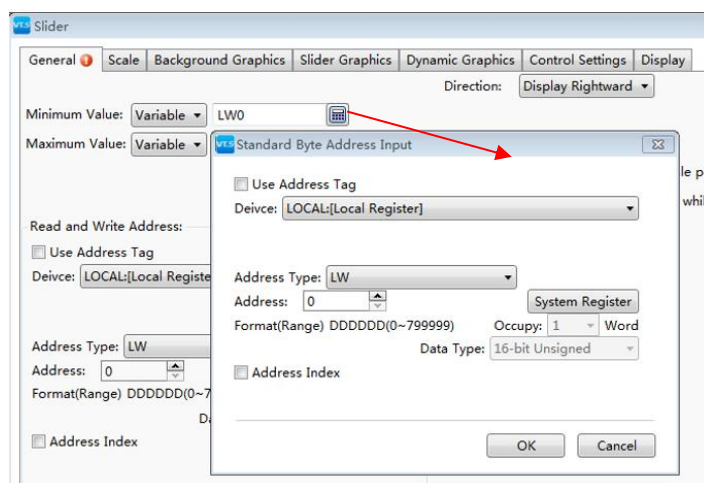 VT.S Slider
General Scale Background Graphics Slider Graphics Dynamic Graphics Control Settings Display
Direction: Display Rightward
Minimum Value: Variable LW0
Maximum Value: Variable
VT.S Standard Byte Address Input
Use Address Tag
Deivce: LOCAL:[Local Register]
Address Type: LW
Address: 0 System Register
Format(Range) DDDDDD(0~799999) Occupy: 1 Word
Data Type: 16-bit Unsigned
Address Index
OK Cancel
le p
whil
Read and Write Address:
Use Address Tag
Deivce: LOCAL:[Local Registe
Address Type: LW
Address: 0
Format(Range) DDDDDD(0~7
Da
Address Index